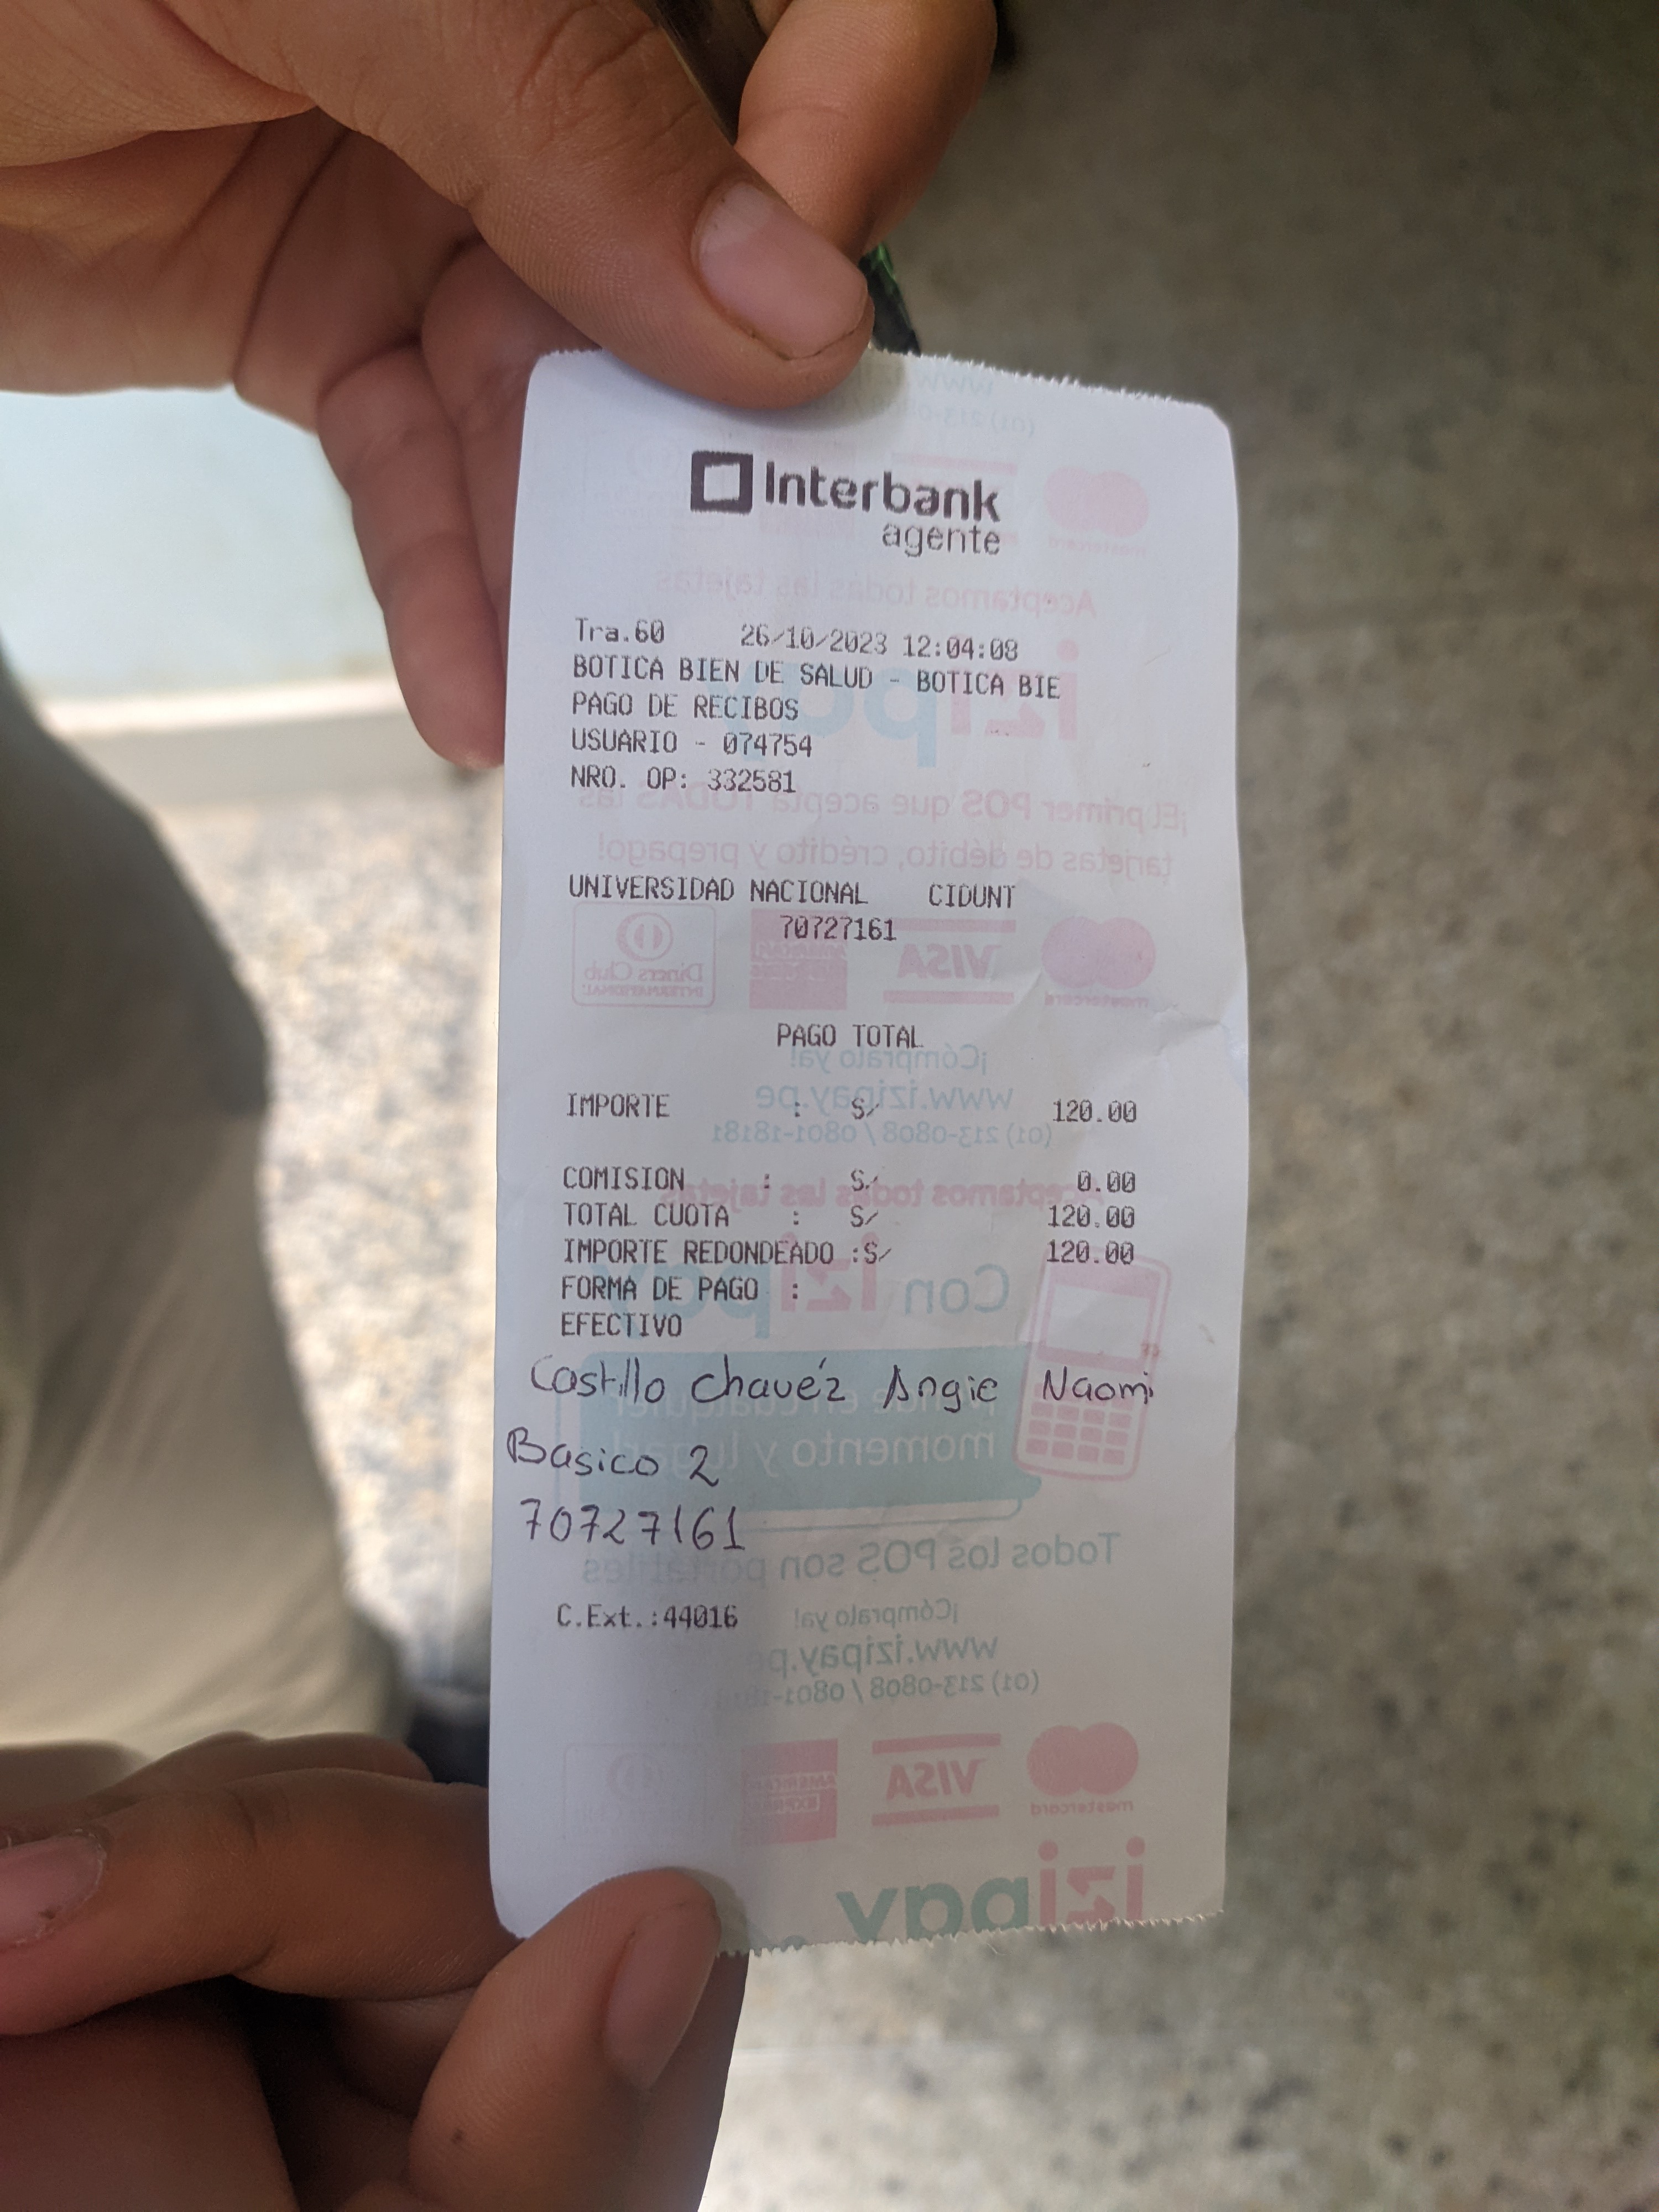 Interbank
agente
Tra.60 26/10/2023 12:04:08
BOTICA BIEN DE SALUD - BOTICA BIE
PAGO DE RECIBOS
USUARIO - 074754
NRO. OP: 332581
UNIVERSIDAD NACIONAL CIDUNT
70727161
PAGO TOTAL
IMPORTE : S/ 120.00
COMISION : S/ 0.00
TOTAL CUOTA : S/ 120.00
IMPORTE REDONDEADO :S/ 120.00
FORMA DE PAGO :
EFECTIVO
Castillo Chavéz Angie Naomi
Basico 2
70727161
C.Ext.:44016